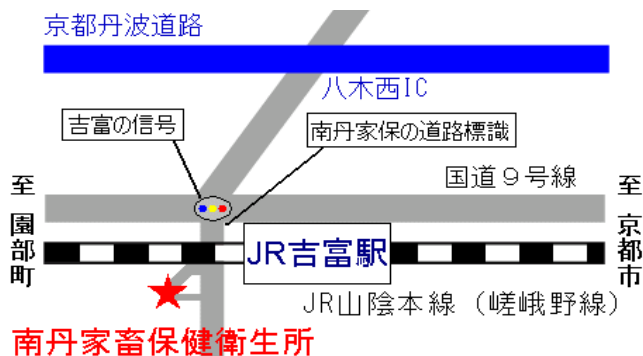 京都丹波道路
八木西IC
吉富の信号
南丹家保の道路標識
国道９号線
至園部町
至京都市
JR吉富駅
JR山陰本線（嵯峨野線）
南丹家畜保健衛生所